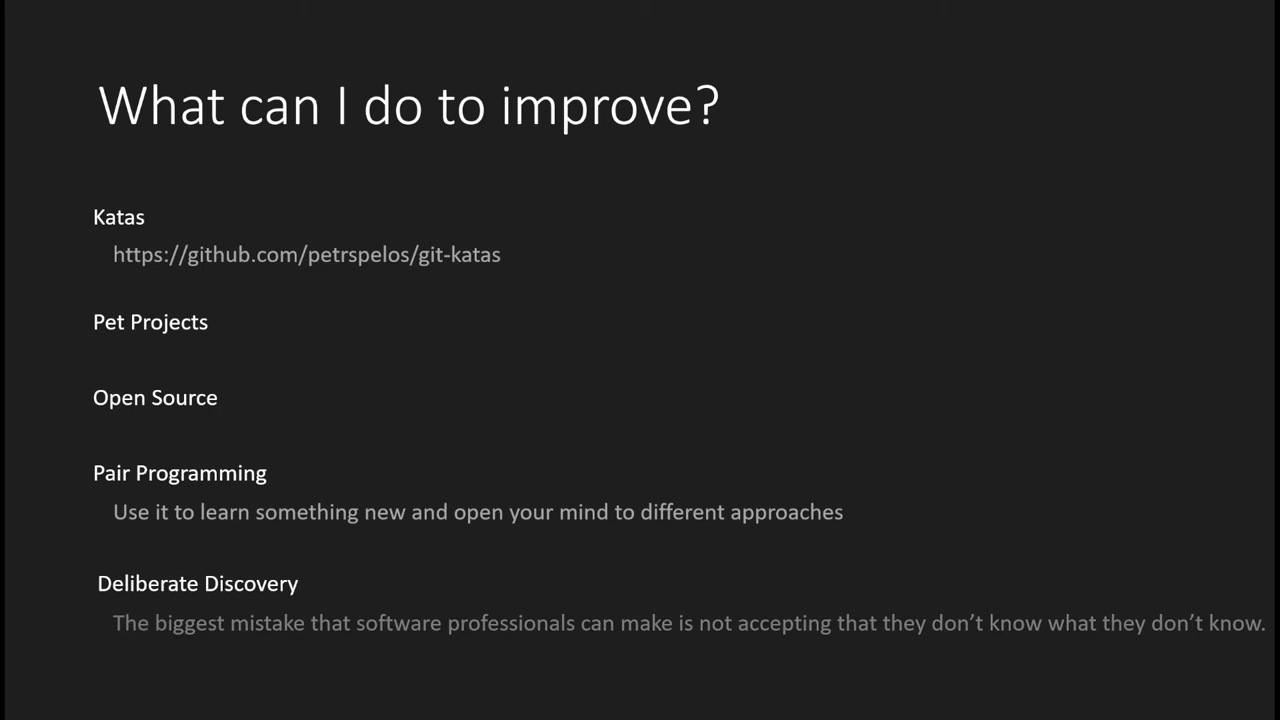 What can I do to improve?
Katas
https://github.com/petrspelos/git-katas
Pet Projects
Open Source
Pair Programming
Use it to learn something new and open your mind to different approaches
Deliberate Discovery
The biggest mistake that software professionals can make is not accepting that they don’t know what they don’t know.